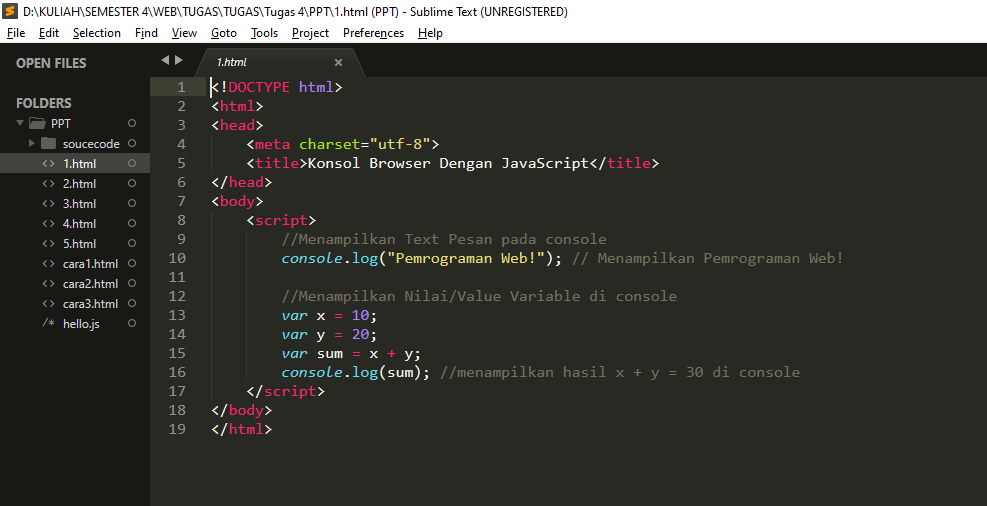 D:\KULIAH\SEMESTER 4\WEB\TUGAS\TUGAS\Tugas 4\PPT\1.html (PPT) - Sublime Text (UNREGISTERED)
File Edit Selection Find View Goto Tools Project Preferences Help
OPEN FILES
FOLDERS
PPT
soucecode
1.html
2.html
3.html
4.html
5.html
cara1.html
cara2.html
cara3.html
/* hello.js
1.html
1 <!DOCTYPE html>
2 <html>
3 <head>
4 <meta charset="utf-8">
5 <title>Konsol Browser Dengan JavaScript</title>
6 </head>
7 <body>
8 <script>
9 //Menampilkan Text Pesan pada console
10 console.log("Pemrograman Web!"); // Menampilkan Pemrograman Web!
11
12 //Menampilkan Nilai/Value Variable di console
13 var x = 10;
14 var y = 20;
15 var sum = x + y;
16 console.log(sum); //menampilkan hasil x + y = 30 di console
17 </script>
18 </body>
19 </html>